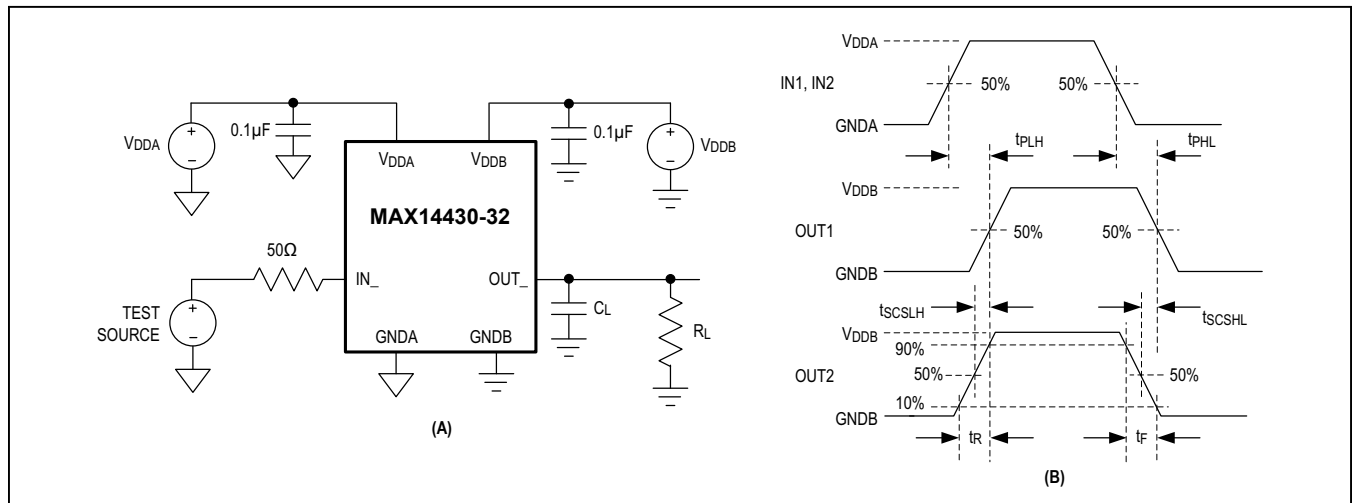 VDDA
0.1µF
VDDA
VDDB
0.1µF
VDDB
MAX14430-32
50Ω
IN_
OUT_
TEST
SOURCE
CL
RL
GNDA
GNDB
(A)
VDDA
IN1, IN2
50%
50%
GNDA
tPLH
tPHL
VDDB
OUT1
50%
50%
GNDB
tSCSLH
tSCSHL
VDDB
90%
50%
50%
OUT2
10%
GNDB
tR
tF
(B)